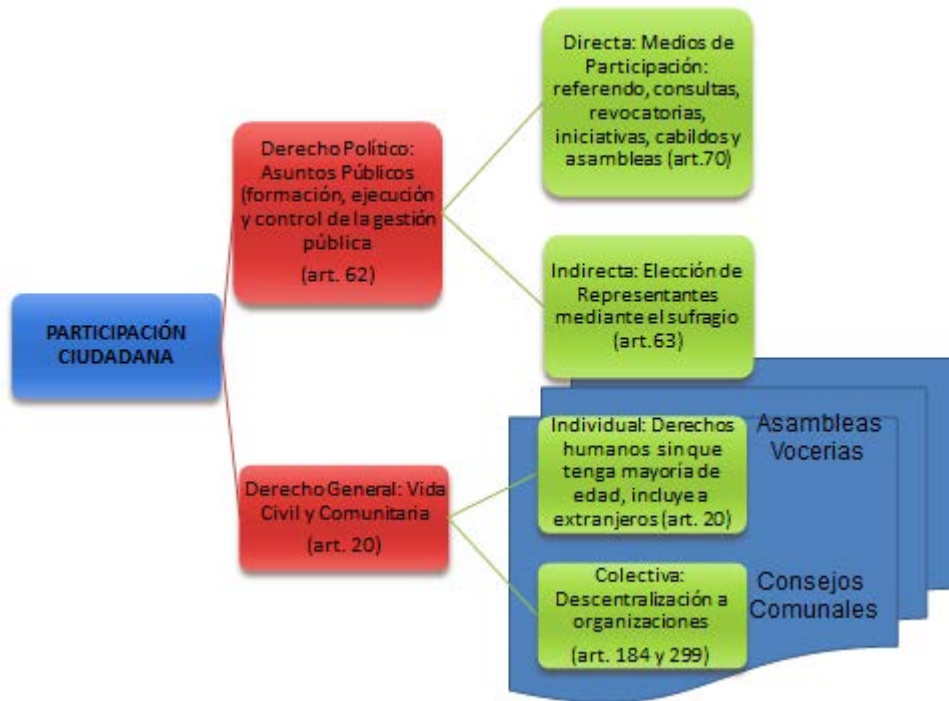 PARTICIPACIÓN
CIUDADANA
Derecho Político:
Asuntos Públicos
(formación, ejecución
y control de la gestión
pública
(art. 62)
Derecho General: Vida
Civil y Comunitaria
(art. 20)
Directa: Medios de
Participación:
referendo, consultas,
revocatorias,
iniciativas, cabildos y
asambleas (art.70)
Indirecta: Elección de
Representantes
mediante el sufragio
(art.63)
Individual: Derechos
humanos sin que
tenga mayoría de
edad, incluye a
extranjeros (art. 20)
Asambleas
Vocerias
Colectiva:
Descentralización a
organizaciones
(art. 184 y 299)
Consejos
Comunales